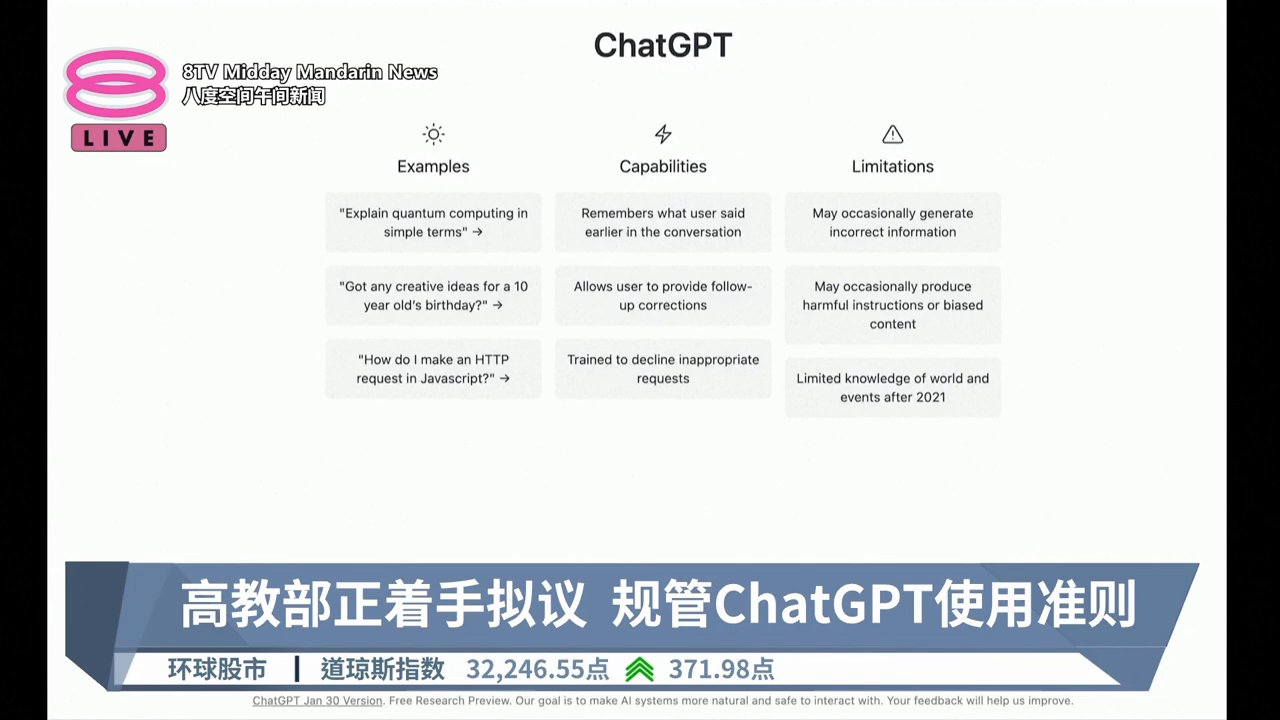 ChatGPT
8TV Midday Mandarin News
八度空间午间新闻
LIVE
Examples
"Explain quantum computing in
simple terms" →
"Got any creative ideas for a 10
year old's birthday?" →
"How do I make an HTTP
request in Javascript?" →
Capabilities
Remembers what user said
earlier in the conversation
Allows user to provide follow-
up corrections
Trained to decline inappropriate
requests
Limitations
May occasionally generate
incorrect information
May occasionally produce
harmful instructions or biased
content
Limited knowledge of world and
events after 2021
高教部正着手拟议 规管ChatGPT使用准则
环球股市 | 道琼斯指数 32,246.55点 371.98点
ChatGPT Jan 30 Version. Free Research Preview. Our goal is to make AI systems more natural and safe to interact with. Your feedback will help us improve.